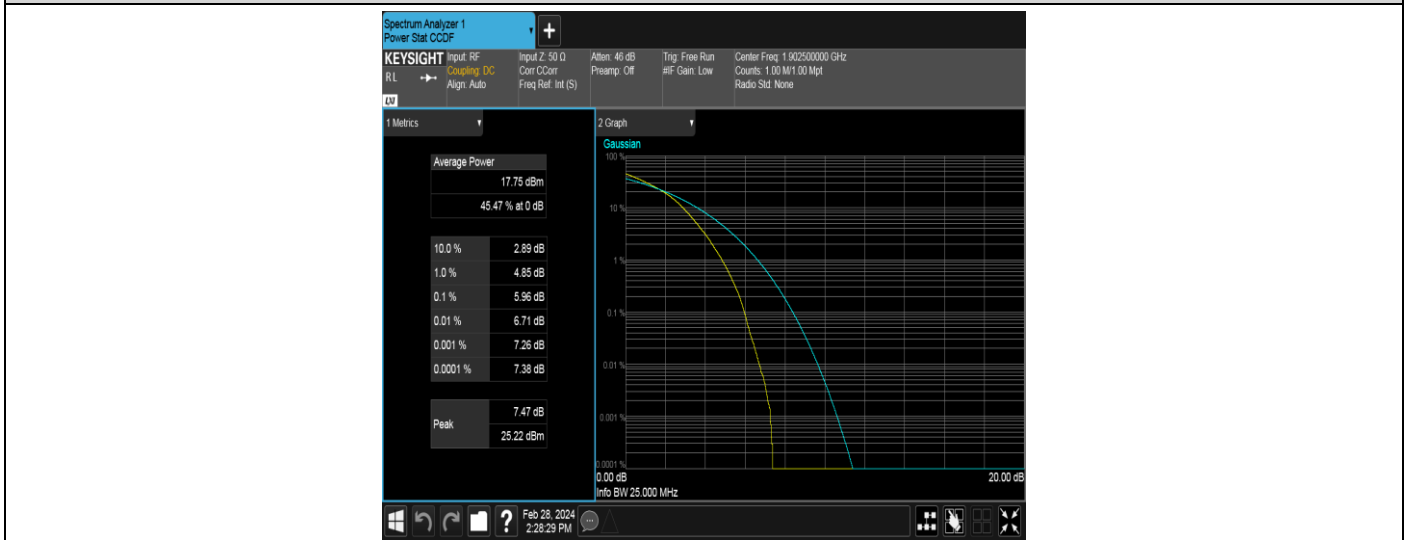 Spectrum Analyzer 1
Power Stat CCDF
+
KEYSIGHT
RL
LXI
Input: RF
Coupling: DC
Align: Auto
Input Z: 50 Ω
Corr CCorr
Freq Ref: Int (S)
Atten: 46 dB
Preamp: Off
Trig: Free Run
#IF Gain: Low
Center Freq: 1.902500000 GHz
Counts: 1.00 M/1.00 Mpt
Radio Std: None
1 Metrics
Average Power
17.75 dBm
45.47 % at 0 dB
10.0 % 2.89 dB
1.0 % 4.85 dB
0.1 % 5.96 dB
0.01 % 6.71 dB
0.001 % 7.26 dB
0.0001 % 7.38 dB
Peak
7.47 dB
25.22 dBm
2 Graph
Gaussian
100 %
10 %
1 %
0.1 %
0.01 %
0.001 %
0.0001 %
0.00 dB 20.00 dB
Info BW 25.000 MHz
?
Feb 28, 2024
2:28:29 PM